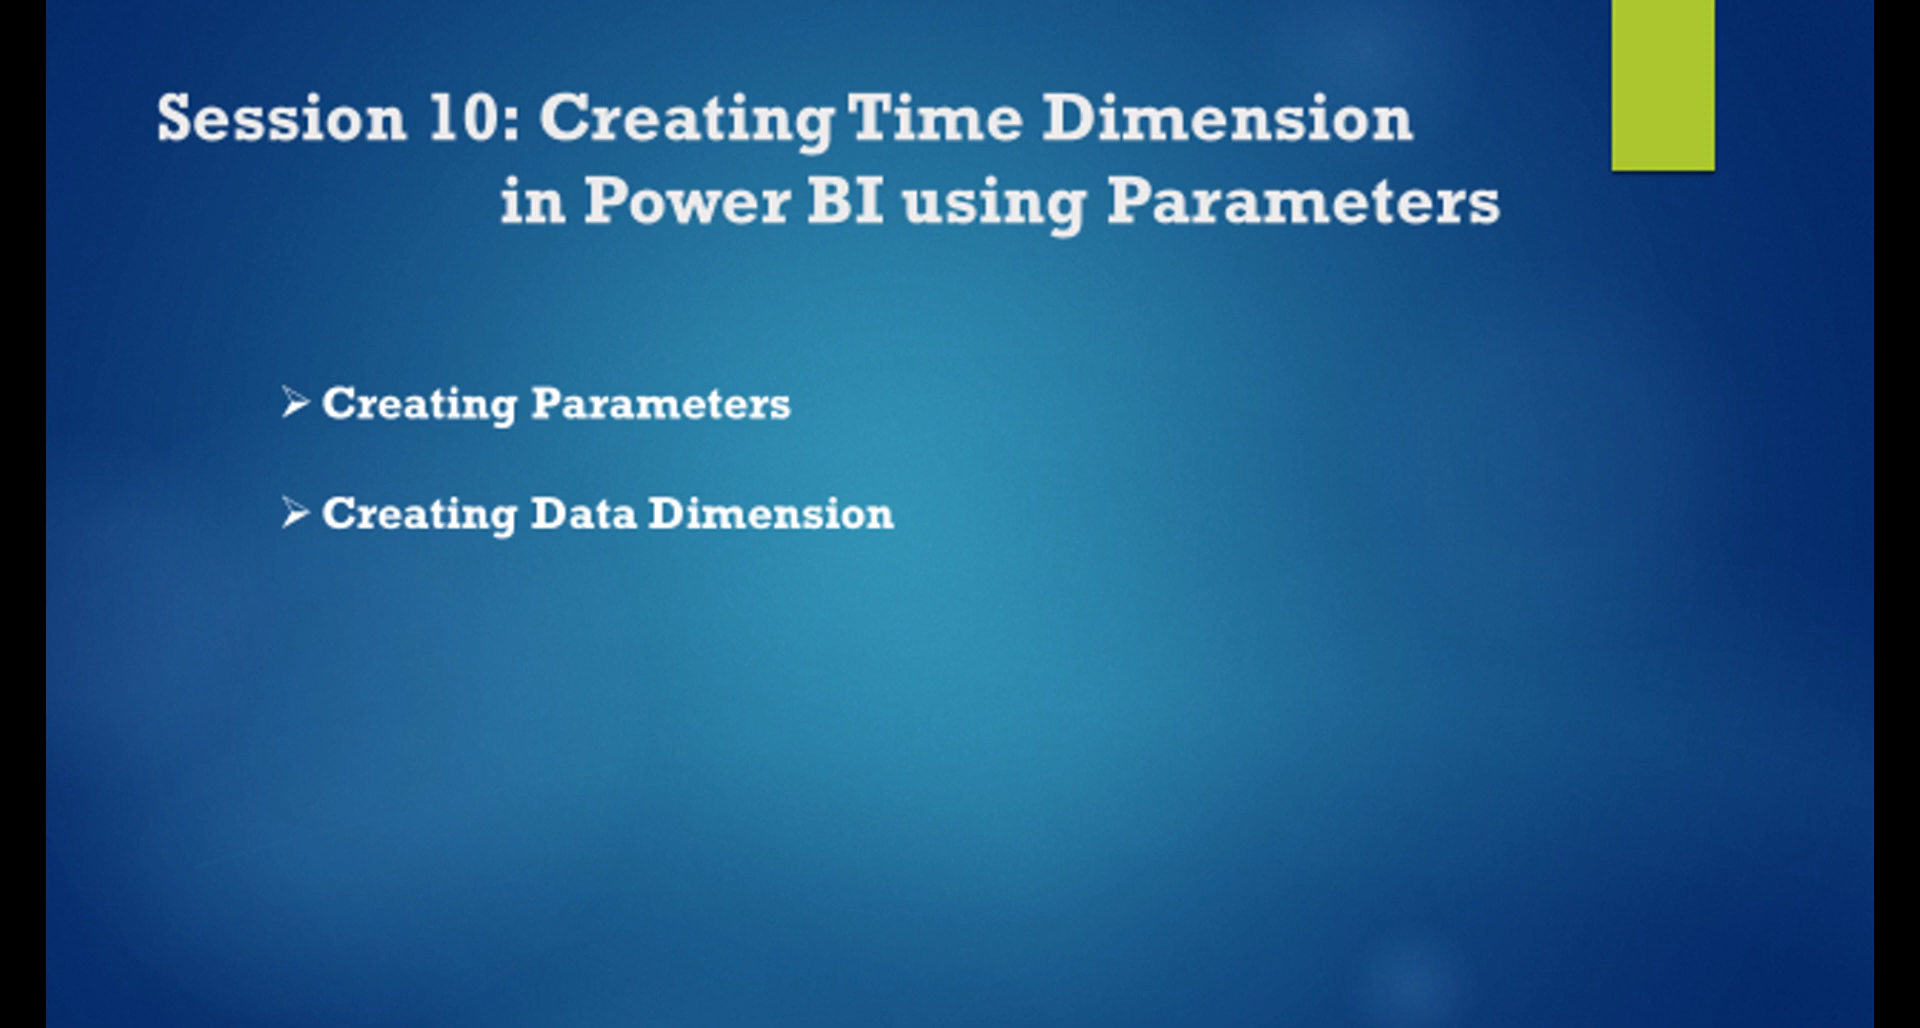 Session 10: Creating Time Dimension
in Power BI using Parameters
➢ Creating Parameters
➢ Creating Data Dimension